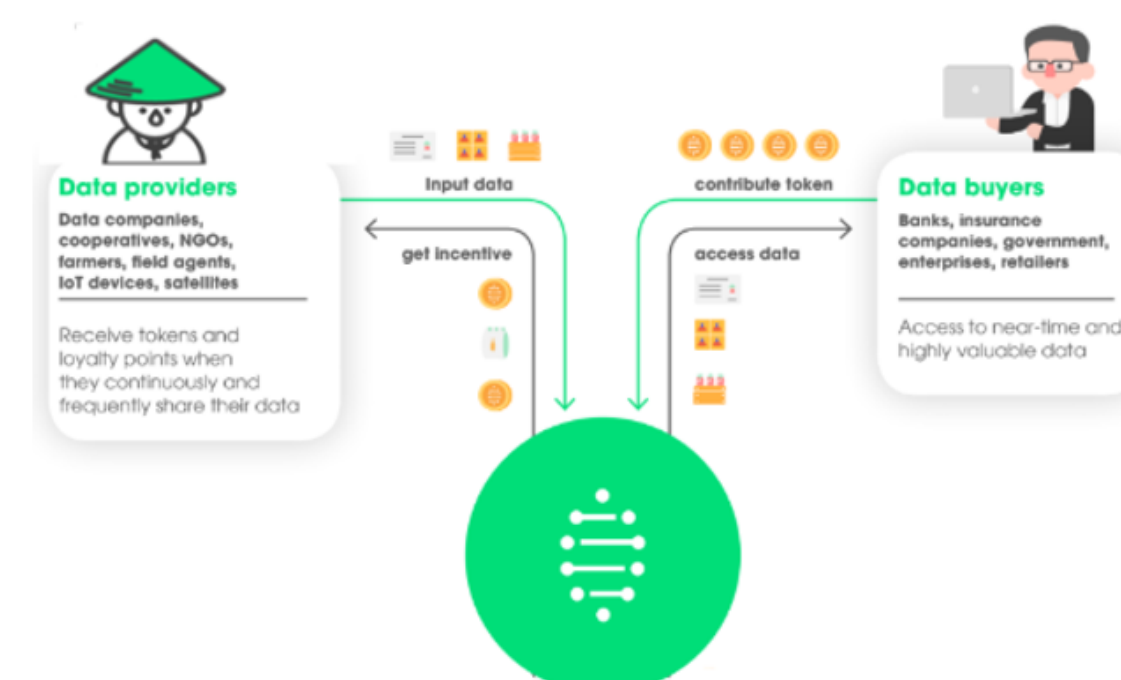 Input data
contribute token
Data providers
Data companies,
cooperatives, NGOs,
farmers, field agents,
IoT devices, satellites
Receive tokens and
loyalty points when
they continuously and
frequently share their data
get incentive
access data
Data buyers
Banks, insurance
companies, government,
enterprises, retailers
Access to near-time and
highly valuable data